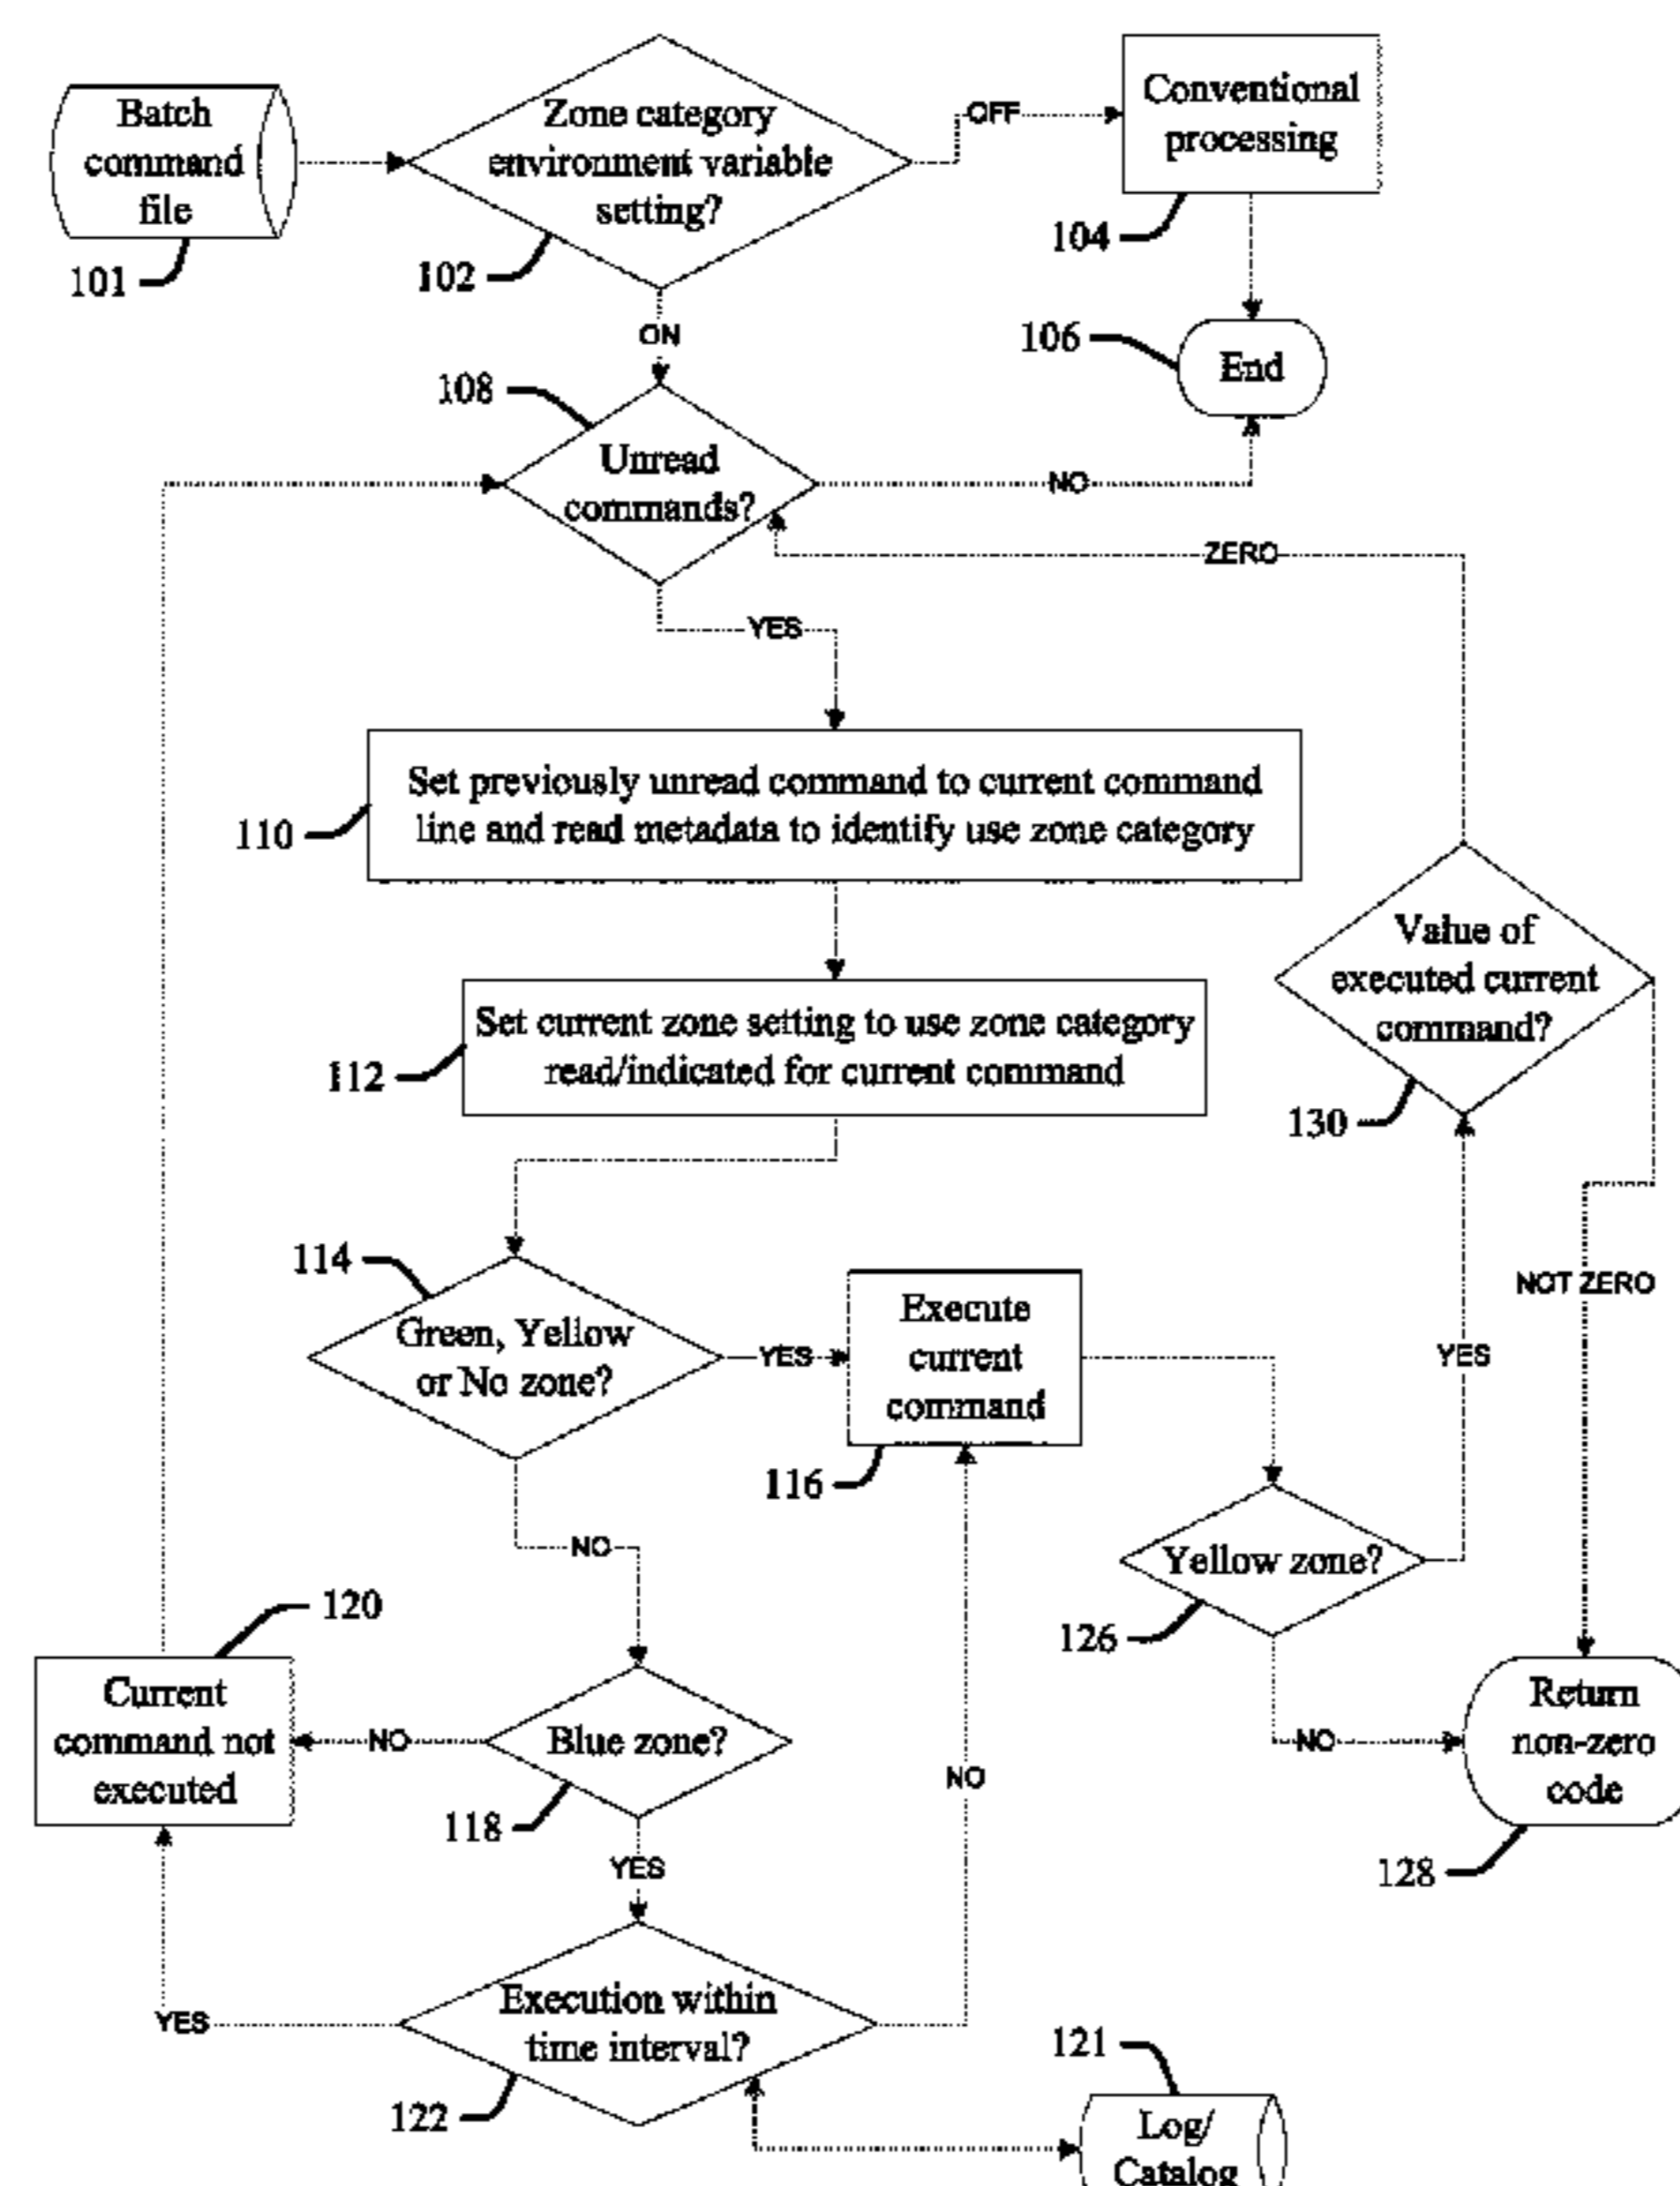 Batch
command
file
101
Zone category
environment variable
setting?
102
OFF
Conventional
processing
104
ON
106
End
108
Unread
commands?
NO
ZERO
YES
Set previously unread command to current command
line and read metadata to identify use zone category
110
Value of
executed current
command?
130
Set current zone setting to use zone category
read/indicated for current command
112
114
Green, Yellow
or No zone?
YES
Execute
current
command
116
YES
NOT ZERO
NO
Yellow zone?
126
120
Current
command not
executed
NO
Blue zone?
118
NO
NO
Return
non-zero
code
128
YES
YES
Execution within
time interval?
122
121
Log/
Catalog